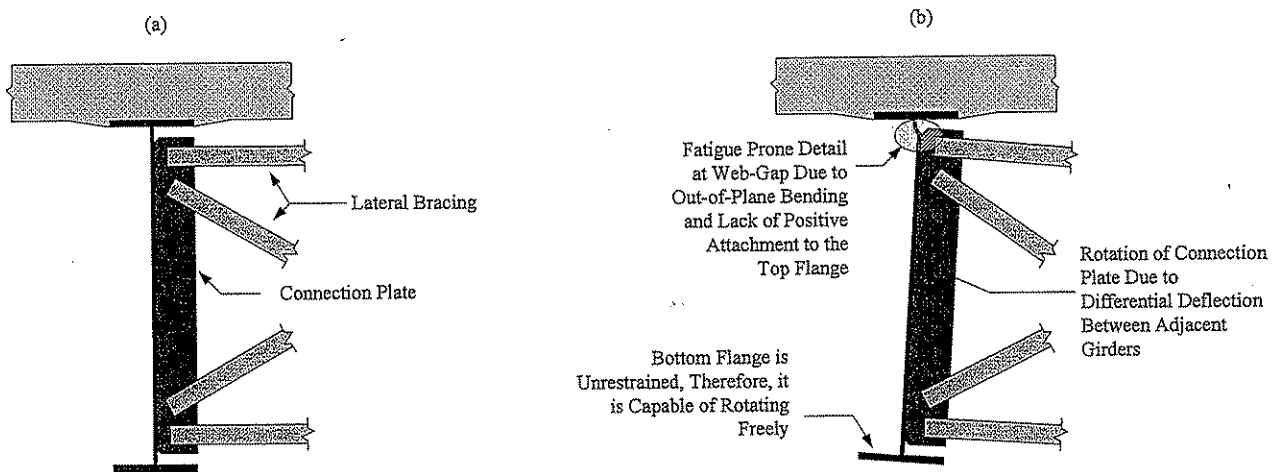 (a)
Lateral Bracing
Connection Plate
(b)
Fatigue Prone Detail
at Web-Gap Due to
Out-of-Plane Bending
and Lack of Positive
Attachment to the
Top Flange
Rotation of Connection
Plate Due to
Differential Deflection
Between Adjacent
Girders
Bottom Flange is
Unrestrained, Therefore, it
is Capable of Rotating
Freely